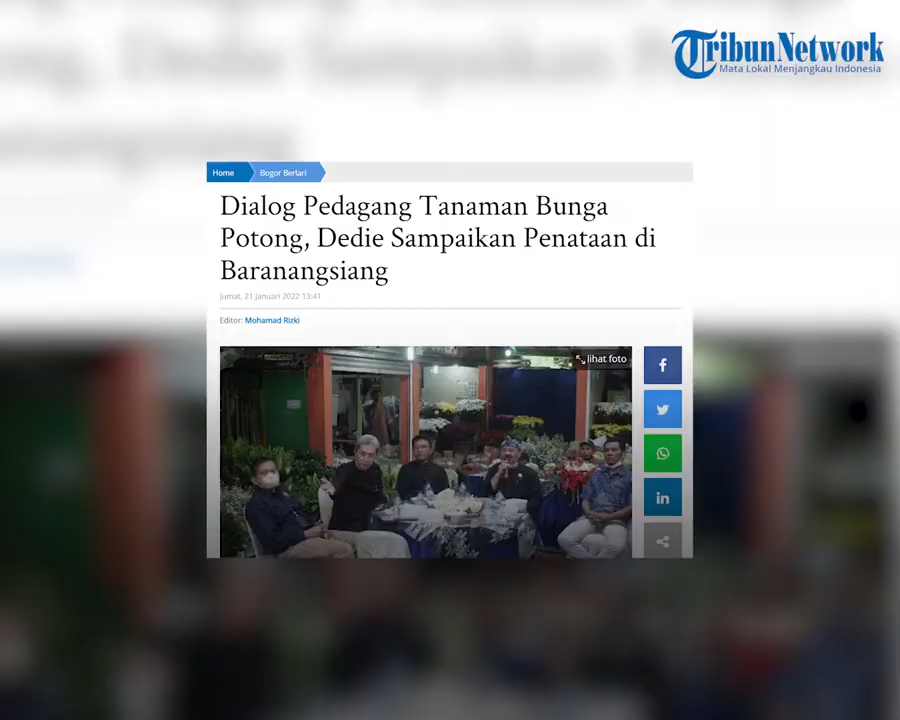 TribunNetwork
Mata Lokal Menjangkau Indonesia
Home
Bogor Berlari
Dialog Pedagang Tanaman Bunga
Potong, Dedie Sampaikan Penataan di
Baranangsiang
Jumat, 21 Januari 2022 13:41
Editor: Mohamad Rizki
lihat foto